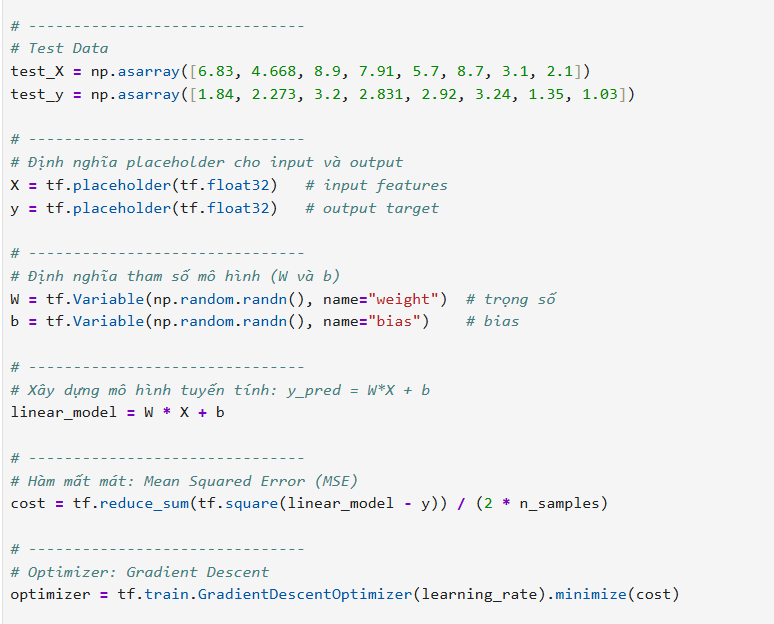 # -------------------------------
# Test Data
test_X = np.asarray([6.83, 4.668, 8.9, 7.91, 5.7, 8.7, 3.1, 2.1])
test_y = np.asarray([1.84, 2.273, 3.2, 2.831, 2.92, 3.24, 1.35, 1.03])
# -------------------------------
# Định nghĩa placeholder cho input và output
X = tf.placeholder(tf.float32)   # input features
y = tf.placeholder(tf.float32)   # output target
# -------------------------------
# Định nghĩa tham số mô hình (W và b)
W = tf.Variable(np.random.randn(), name="weight")  # trọng số
b = tf.Variable(np.random.randn(), name="bias")    # bias
# -------------------------------
# Xây dựng mô hình tuyến tính: y_pred = W*X + b
linear_model = W * X + b
# -------------------------------
# Hàm mất mát: Mean Squared Error (MSE)
cost = tf.reduce_sum(tf.square(linear_model - y)) / (2 * n_samples)
# -------------------------------
# Optimizer: Gradient Descent
optimizer = tf.train.GradientDescentOptimizer(learning_rate).minimize(cost)